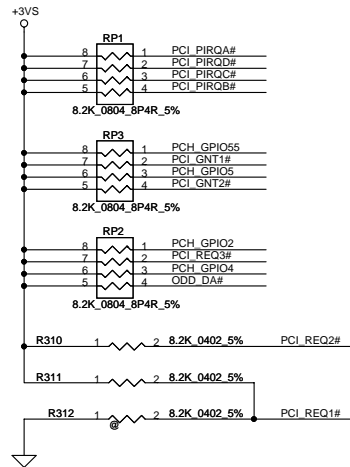 +3VS
RP1
8 1 PCI_PIRQA#
7 2 PCI_PIRQD#
6 3 PCI_PIRQC#
5 4 PCI_PIRQB#
8.2K_0804_8P4R_5%
RP3
8 1 PCH_GPIO55
7 2 PCI_GNT1#
6 3 PCH_GPIO5
5 4 PCI_GNT2#
8.2K_0804_8P4R_5%
RP2
8 1 PCH_GPIO2
7 2 PCI_REQ3#
6 3 PCH_GPIO4
5 4 ODD_DA#
8.2K_0804_8P4R_5%
R310 1 2 8.2K_0402_5% PCI_REQ2#
R311 1 2 8.2K_0402_5%
R312 1 2 8.2K_0402_5% PCI_REQ1#
@